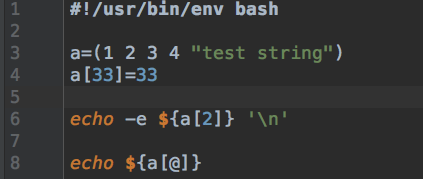 1 #!/usr/bin/env bash
2
3 a=(1 2 3 4 "test string")
4 a[33]=33
5
6 echo -e ${a[2]} '\n'
7
8 echo ${a[@]}